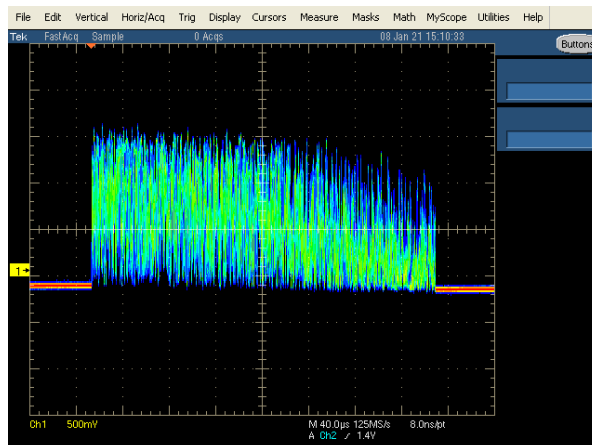 File Edit Vertical Horiz/Acq Trig Display Cursors Measure Masks Math MyScope Utilities Help
Tek FastAcq Sample 0 Acqs 08 Jan 21 15:10:33
Buttons
1
Ch1 500mV M 40.0µs 125MS/s 8.0ns/pt
A Ch2 ∕ 1.4V